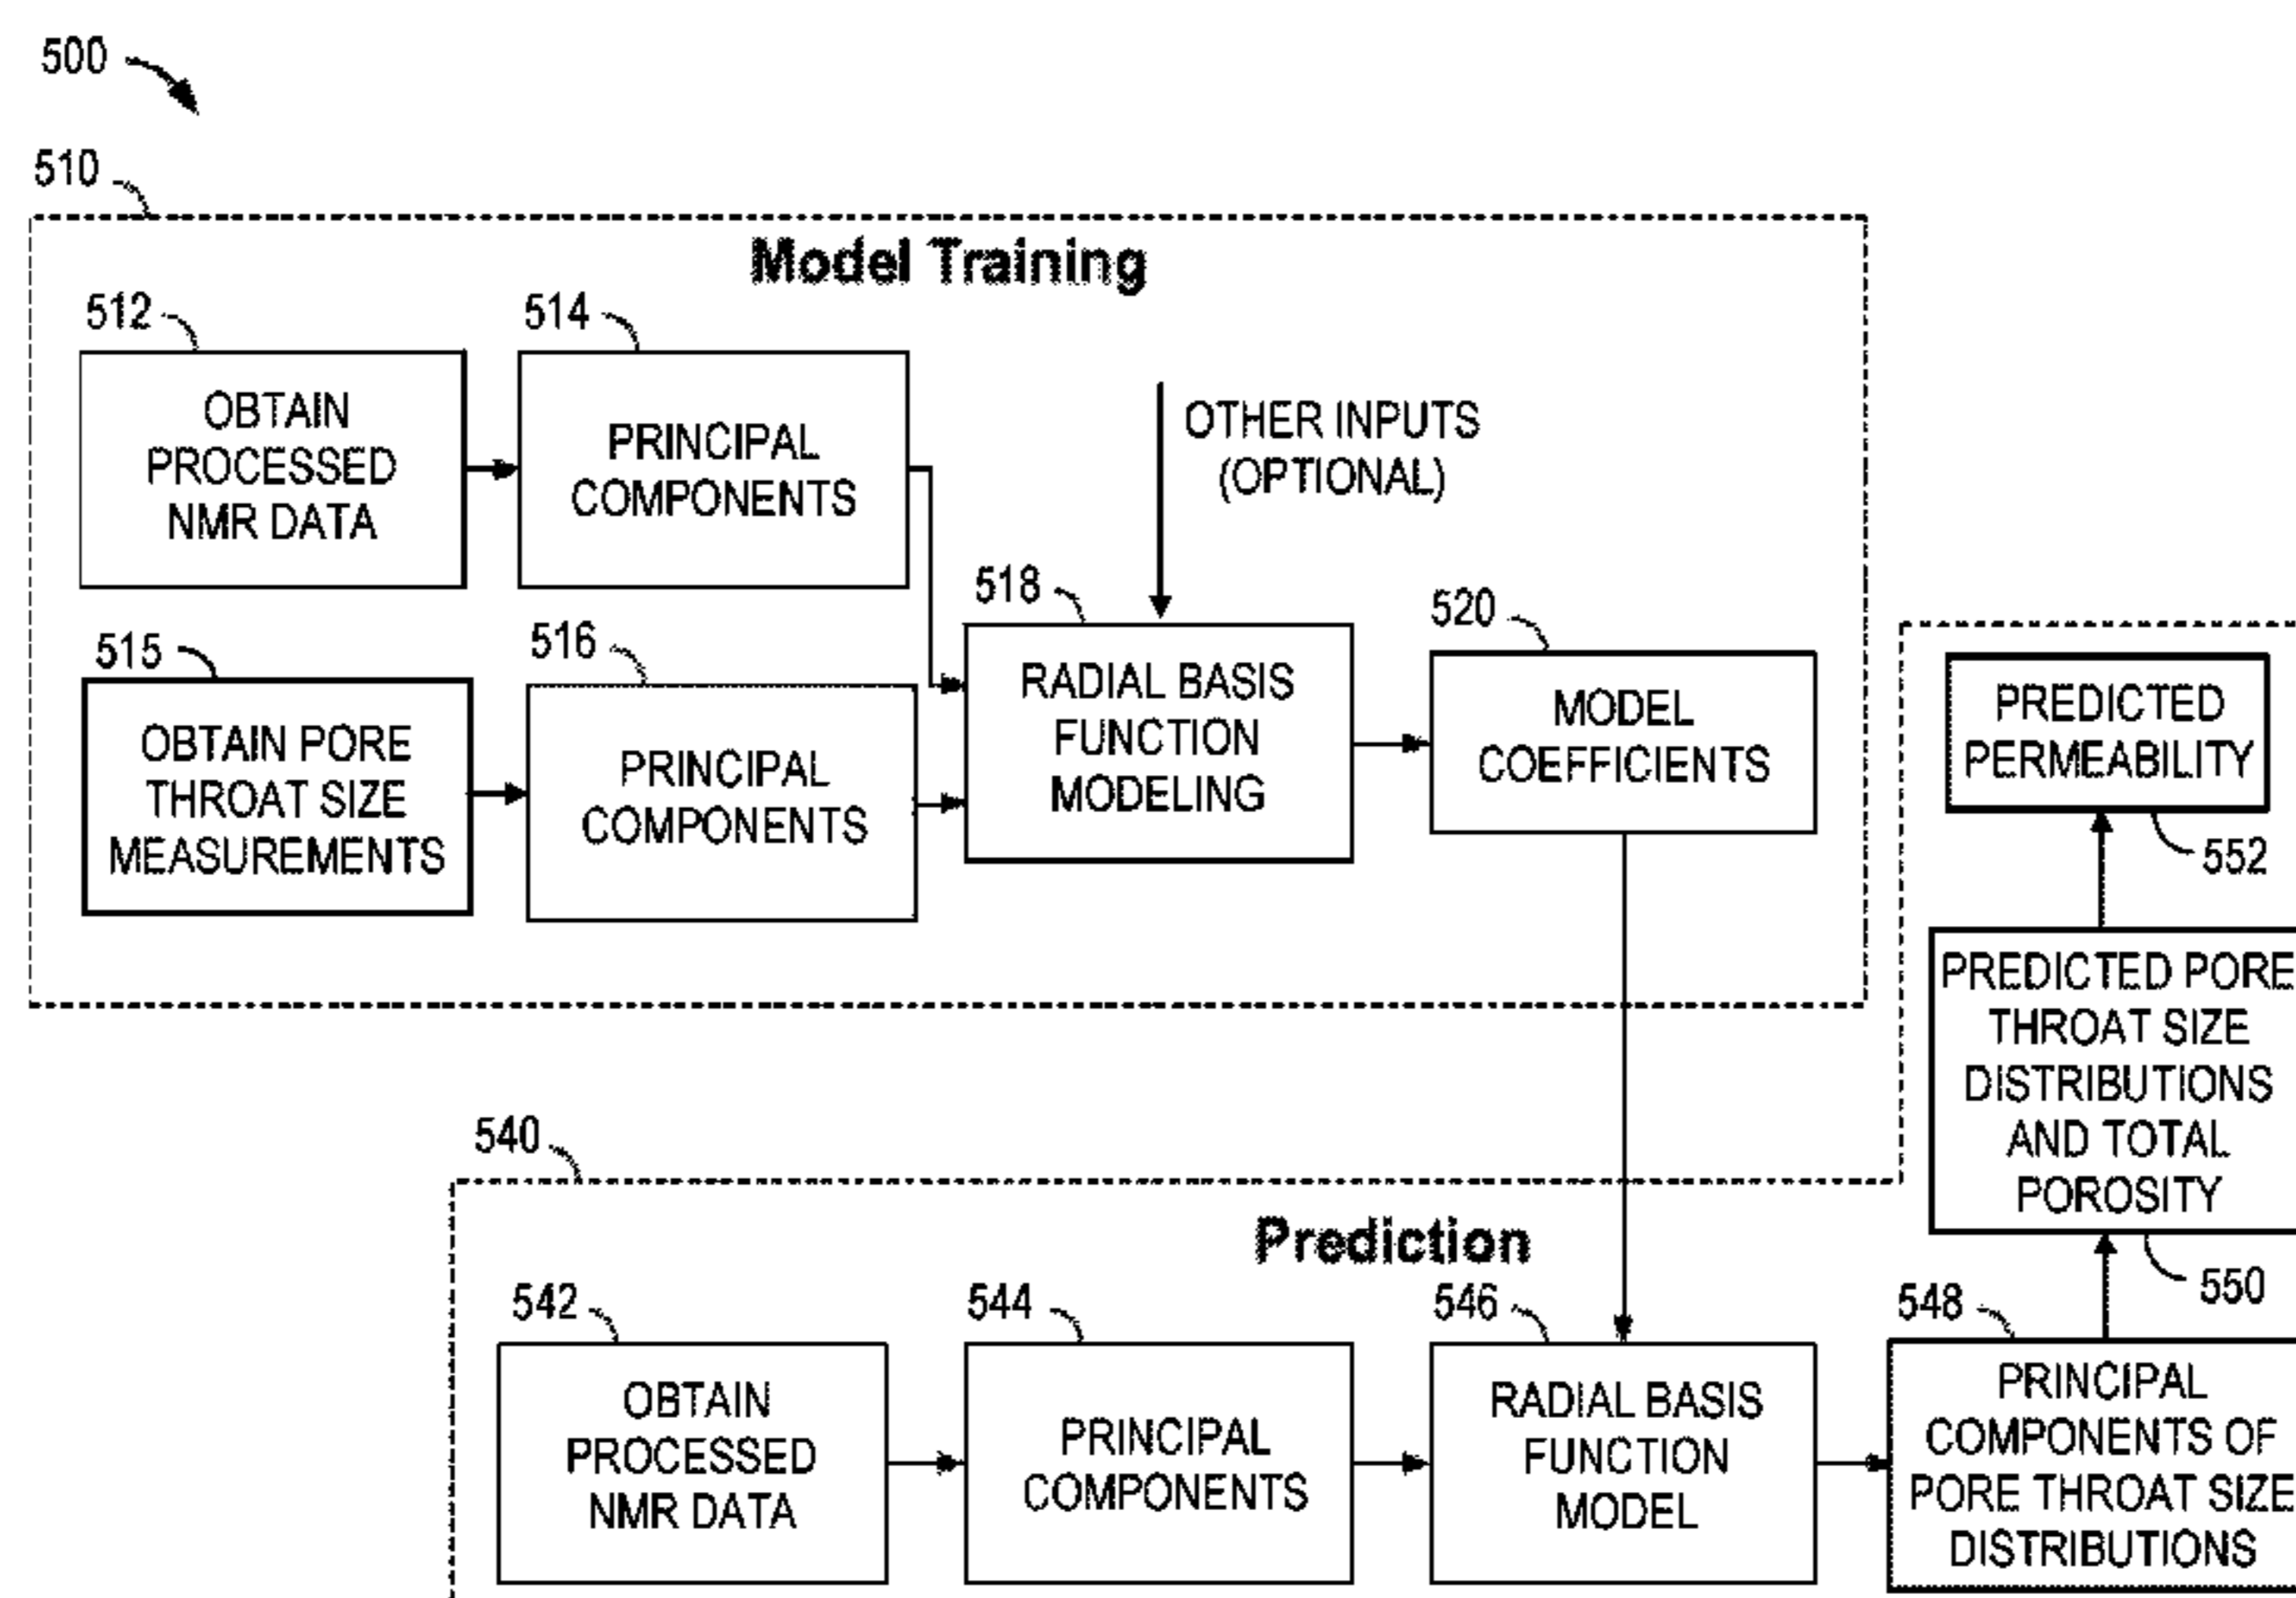 500
510
Model Training
512
OBTAIN
PROCESSED
NMR DATA
514
PRINCIPAL
COMPONENTS
OTHER INPUTS
(OPTIONAL)
515
OBTAIN PORE
THROAT SIZE
MEASUREMENTS
516
PRINCIPAL
COMPONENTS
518
RADIAL BASIS
FUNCTION
MODELING
520
MODEL
COEFFICIENTS
540
Prediction
542
OBTAIN
PROCESSED
NMR DATA
544
PRINCIPAL
COMPONENTS
546
RADIAL BASIS
FUNCTION
MODEL
548
PRINCIPAL
COMPONENTS OF
PORE THROAT SIZE
DISTRIBUTIONS
PREDICTED PORE
THROAT SIZE
DISTRIBUTIONS
AND TOTAL
POROSITY
550
PREDICTED
PERMEABILITY
552